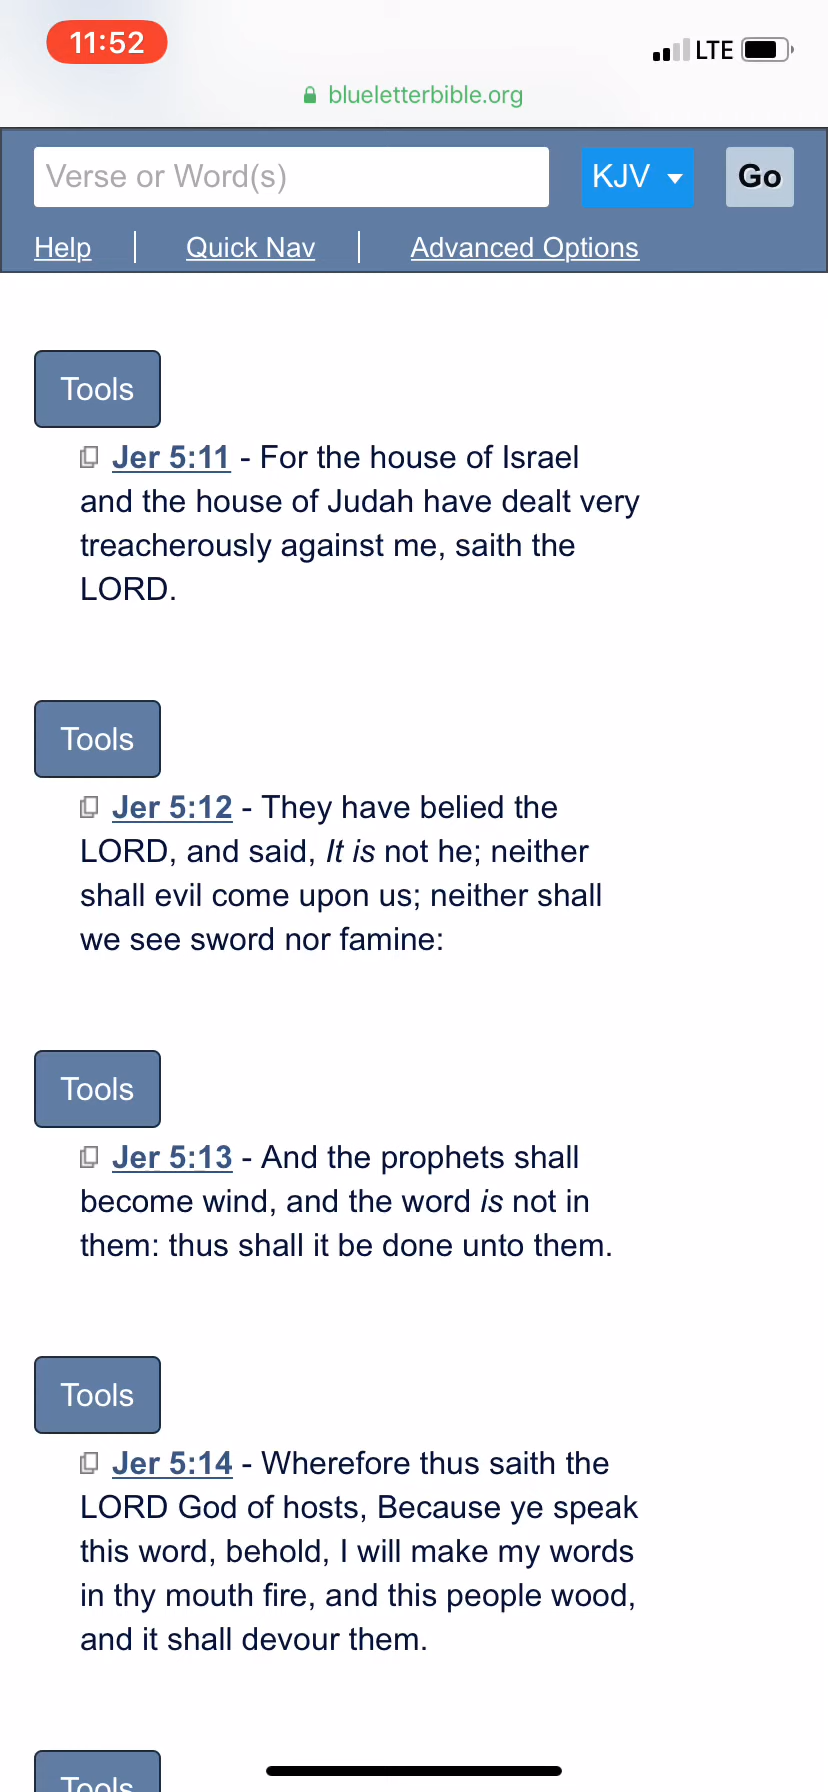 11:52
LTE
blueletterbible.org
Verse or Word(s)
KJV
Go
Help | Quick Nav | Advanced Options
Tools
Jer 5:11 - For the house of Israel
and the house of Judah have dealt very
treacherously against me, saith the
LORD.
Tools
Jer 5:12 - They have belied the
LORD, and said, It is not he; neither
shall evil come upon us; neither shall
we see sword nor famine:
Tools
Jer 5:13 - And the prophets shall
become wind, and the word is not in
them: thus shall it be done unto them.
Tools
Jer 5:14 - Wherefore thus saith the
LORD God of hosts, Because ye speak
this word, behold, I will make my words
in thy mouth fire, and this people wood,
and it shall devour them.
Tools